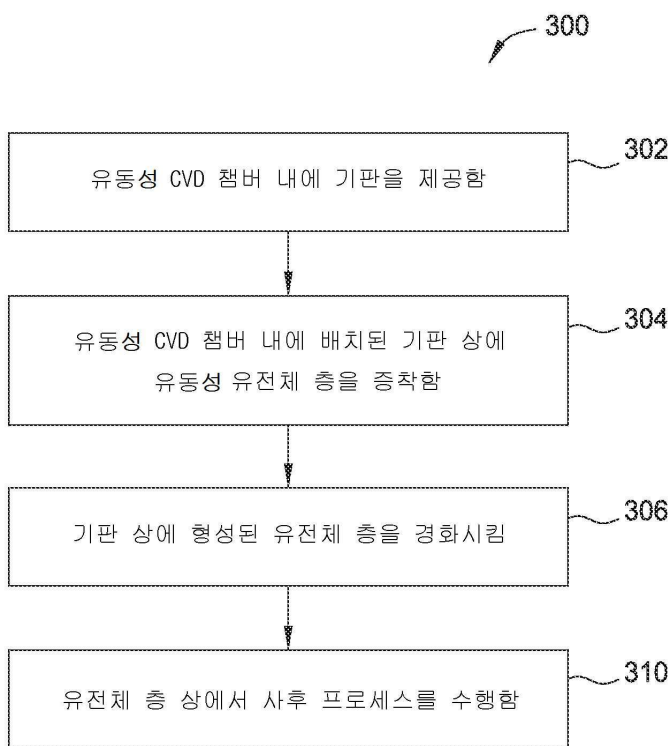 300
유동성 CVD 챔버 내에 기판을 제공함
302
유동성 CVD 챔버 내에 배치된 기판 상에
유동성 유전체 층을 증착함
304
기판 상에 형성된 유전체 층을 경화시킴
306
유전체 층 상에서 사후 프로세스를 수행함
310